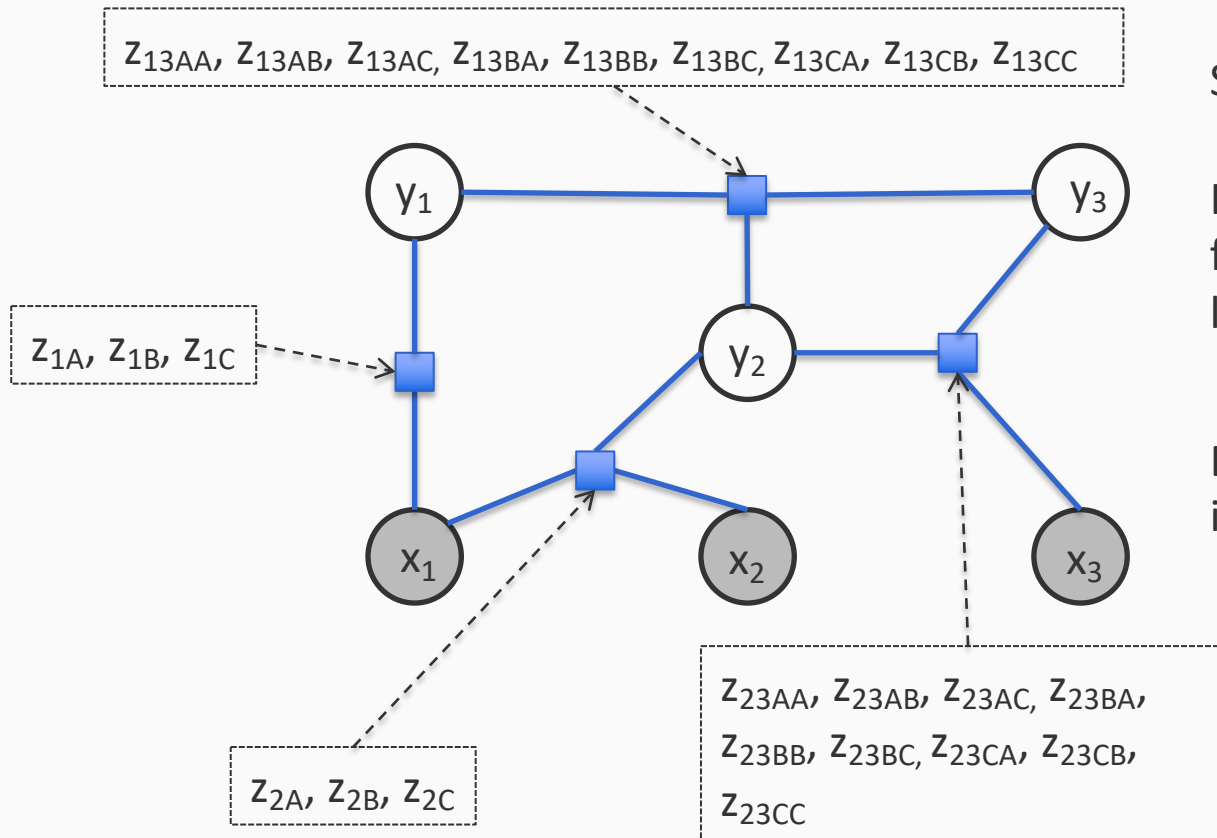 z13AA, z13AB, z13AC, z13BA, z13BB, z13BC, z13CA, z13CB, z13CC
y1
y3
z1A, z1B, z1C
y2
x1
x2
x3
z23AA, z23AB, z23AC, z23BA,
z23BB, z23BC, z23CA, z23CB,
z23CC
z2A, z2B, z2C